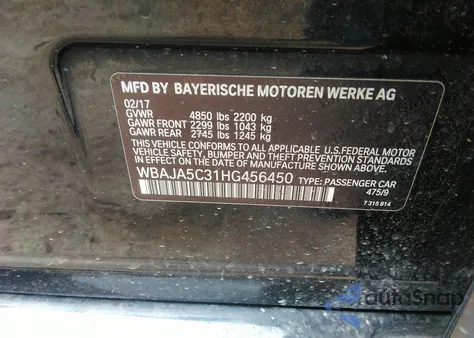 MFD BY BAYERISCHE MOTOREN WERKE AG
02/17
GVWR 4850 lbs 2200 kg
GAWR FRONT 2299 lbs 1043 kg
GAWR REAR 2745 lbs 1245 kg
THIS VEHICLE CONFORMS TO ALL APPLICABLE U.S.FEDERAL MOTOR
VEHICLE SAFETY, BUMPER AND THEFT PREVENTION STANDARDS IN
EFFECT ON THE DATE OF MANUFACTURE SHOWN ABOVE.
WBAJA5C31HG456450 TYPE: PASSENGER CAR
475/9
7 315 814
autoSnap